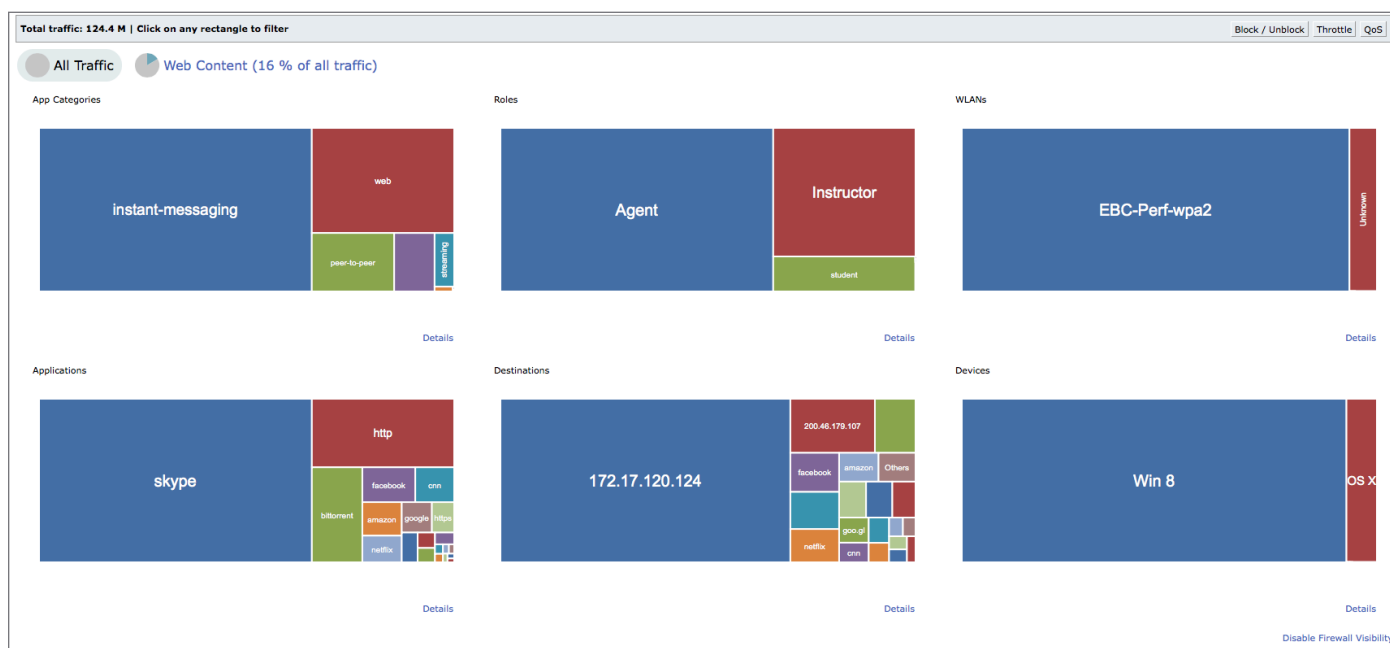 Total traffic: 124.4 M | Click on any rectangle to filter
Block / Unblock
Throttle
QoS
All Traffic
Web Content (16 % of all traffic)
App Categories
instant-messaging
web
peer-to-peer
streaming
Details
Roles
Agent
Instructor
student
Details
WLANs
EBC-Perf-wpa2
Unknown
Details
Applications
skype
http
bittorrent
facebook
cnn
amazon
google
https
netflix
Details
Destinations
172.17.120.124
200.46.179.107
facebook
amazon
Others
goo.gl
netflix
cnn
Details
Devices
Win 8
OS X
Details
Disable Firewall Visibility